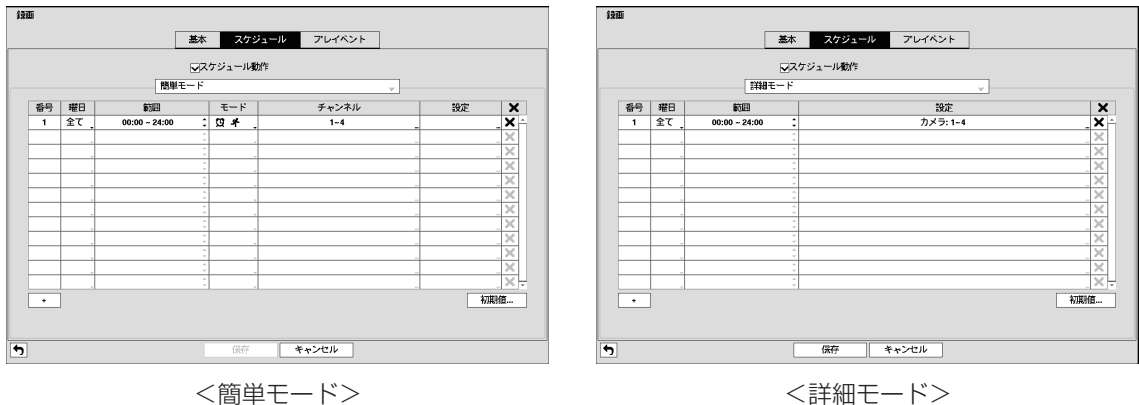 録画
基本 スケジュール プレイベント
スケジュール動作
簡単モード
番号 曜日 範囲 モード チャンネル 設定
1 全て 00:00 ~ 24:00 1~4
+ 初期値...
保存 キャンセル
<簡単モード>
録画
基本 スケジュール プレイベント
スケジュール動作
詳細モード
番号 曜日 範囲 設定
1 全て 00:00 ~ 24:00 カメラ: 1~4
+ 初期値...
保存 キャンセル
<詳細モード>